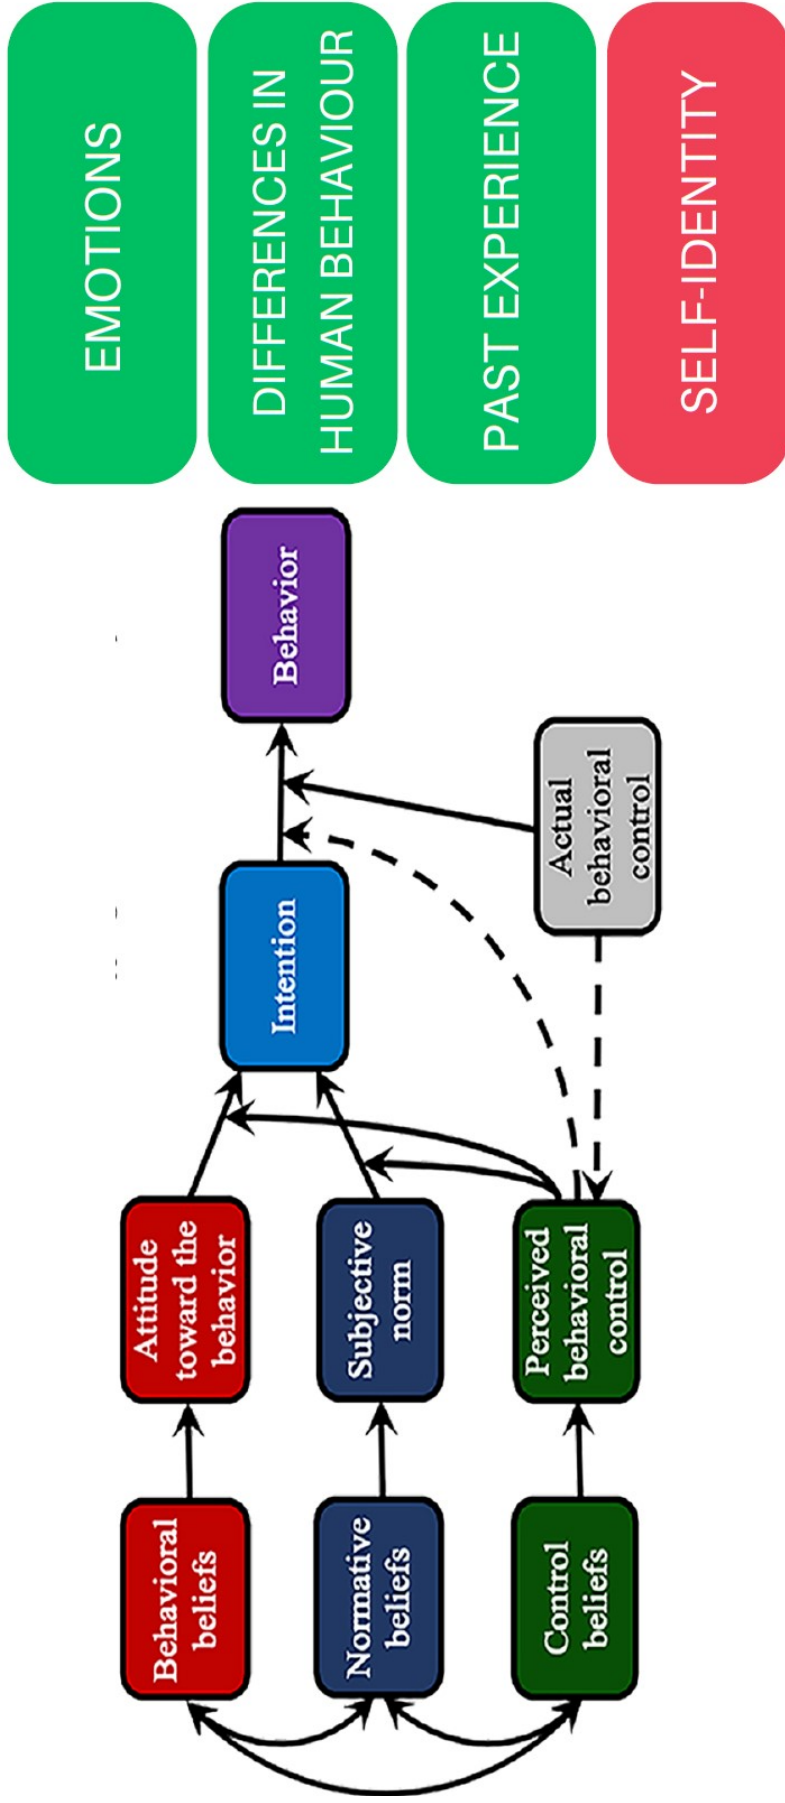 Behavioral
beliefs
Attitude
toward the
behavior
Normative
beliefs
Subjective
norm
Control
beliefs
Perceived
behavioral
control
Intention
Behavior
Actual
behavioral
control
EMOTIONS
DIFFERENCES IN
HUMAN BEHAVIOUR
PAST EXPERIENCE
SELF-IDENTITY